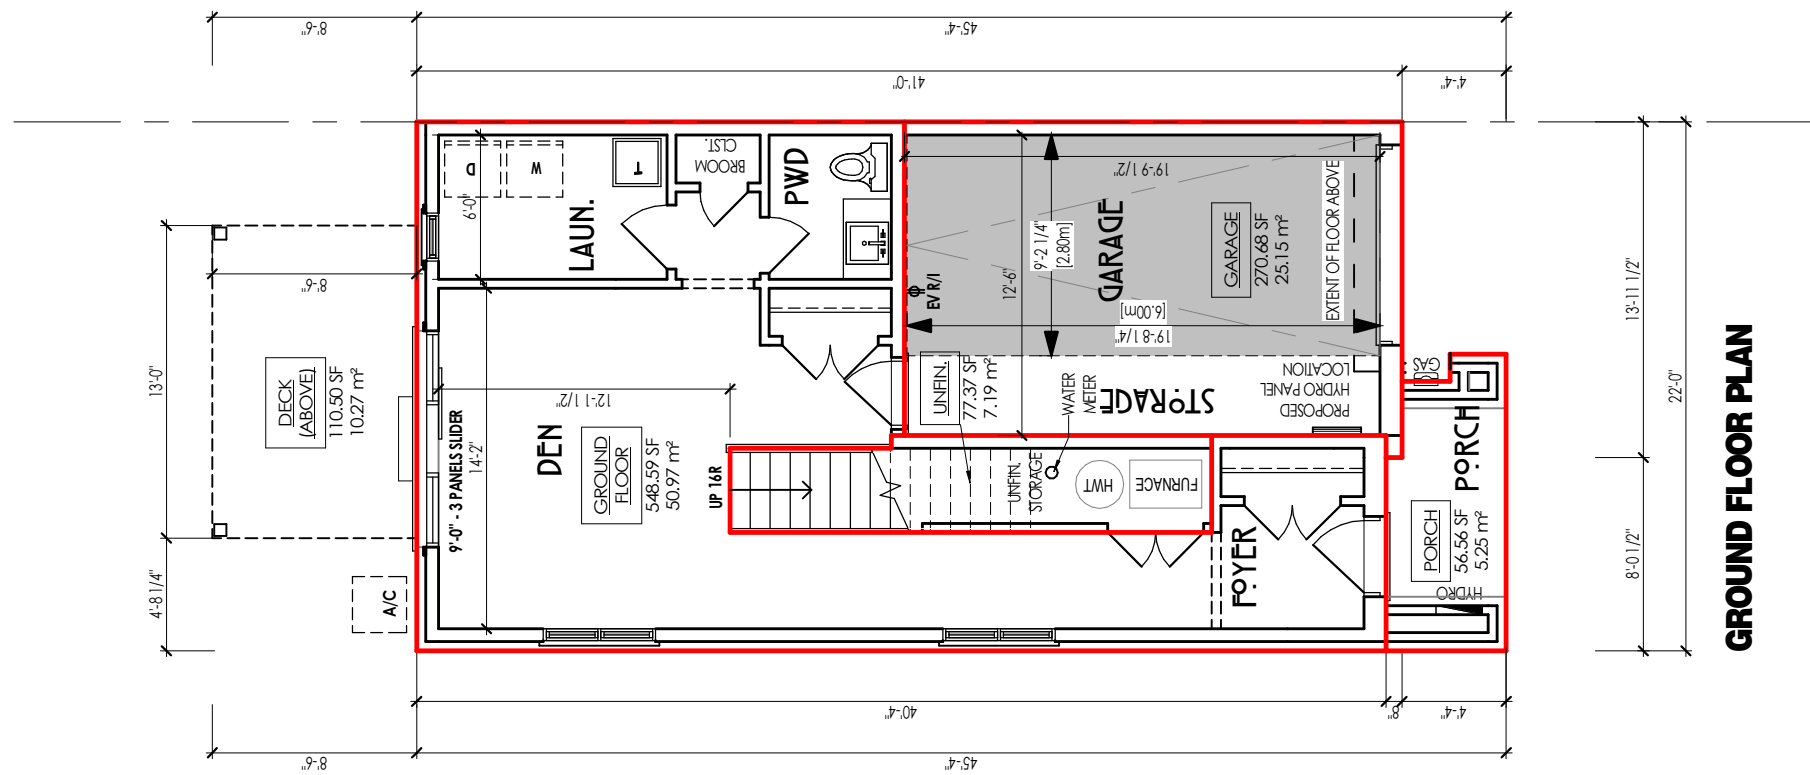 8'-6"
45'-4"
41'-0"
4'-4"
D
W
T
6'-0"
LAUN.
BROOM
CLST.
PWD
19'-9 1/2"
12'-6"
9'-2 1/4"
[2.80m]
GARAGE
GARAGE
270.68 SF
25.15 m²
EXTENT OF FLOOR ABOVE
EV R/I
[6.00m]
19'-8 1/4"
8'-6"
13'-0"
DECK
(ABOVE)
110.50 SF
10.27 m²
9'-0" - 3 PANELS SLIDER
14'-2"
12'-1 1/2"
DEN
GROUND
FLOOR
548.59 SF
50.97 m²
UP 16R
UNFIN.
77.37 SF
7.19 m²
WATER
METER
STORAGE
PROPOSED
HYDRO PANEL
LOCATION
GAS
UNFIN.
STORAGE
HWT
FURNACE
PORCH
FOYER
PORCH
56.56 SF
5.25 m²
HYDRO
4'-8 1/4"
A/C
13'-11 1/2"
8'-0 1/2"
22'-0"
GROUND FLOOR PLAN
40'-4"
8"
4'-4"
8'-6"
45'-4"